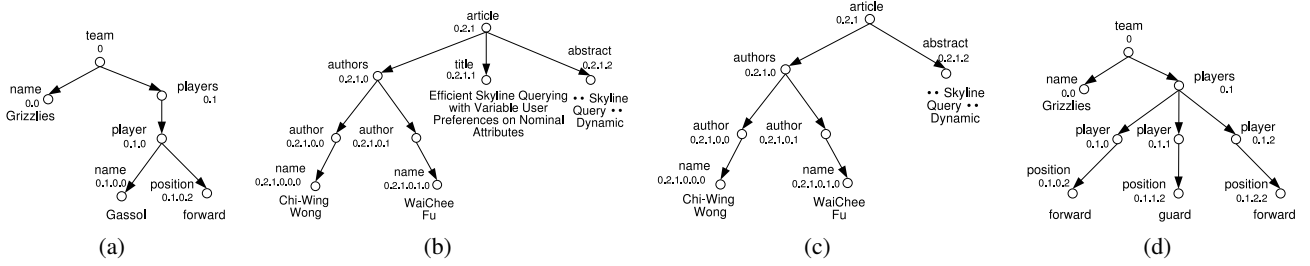 team
0
name
0.0
Grizzlies
players
0.1
player
0.1.0
name
0.1.0.0
Gassol
position
0.1.0.2
forward
(a)
article
0.2.1
authors
0.2.1.0
title
0.2.1.1
Efficient Skyline Querying
with Variable User
Preferences on Nominal
Attributes
abstract
0.2.1.2
•• Skyline
Query ••
Dynamic
author
0.2.1.0.0
author
0.2.1.0.1
name
0.2.1.0.0.0
Chi-Wing
Wong
name
0.2.1.0.1.0
WaiChee
Fu
(b)
article
0.2.1
authors
0.2.1.0
abstract
0.2.1.2
•• Skyline
Query ••
Dynamic
author
0.2.1.0.0
author
0.2.1.0.1
name
0.2.1.0.0.0
Chi-Wing
Wong
name
0.2.1.0.1.0
WaiChee
Fu
(c)
team
0
name
0.0
Grizzlies
players
0.1
player
0.1.0
player
0.1.1
player
0.1.2
position
0.1.0.2
forward
position
0.1.1.2
guard
position
0.1.2.2
forward
(d)